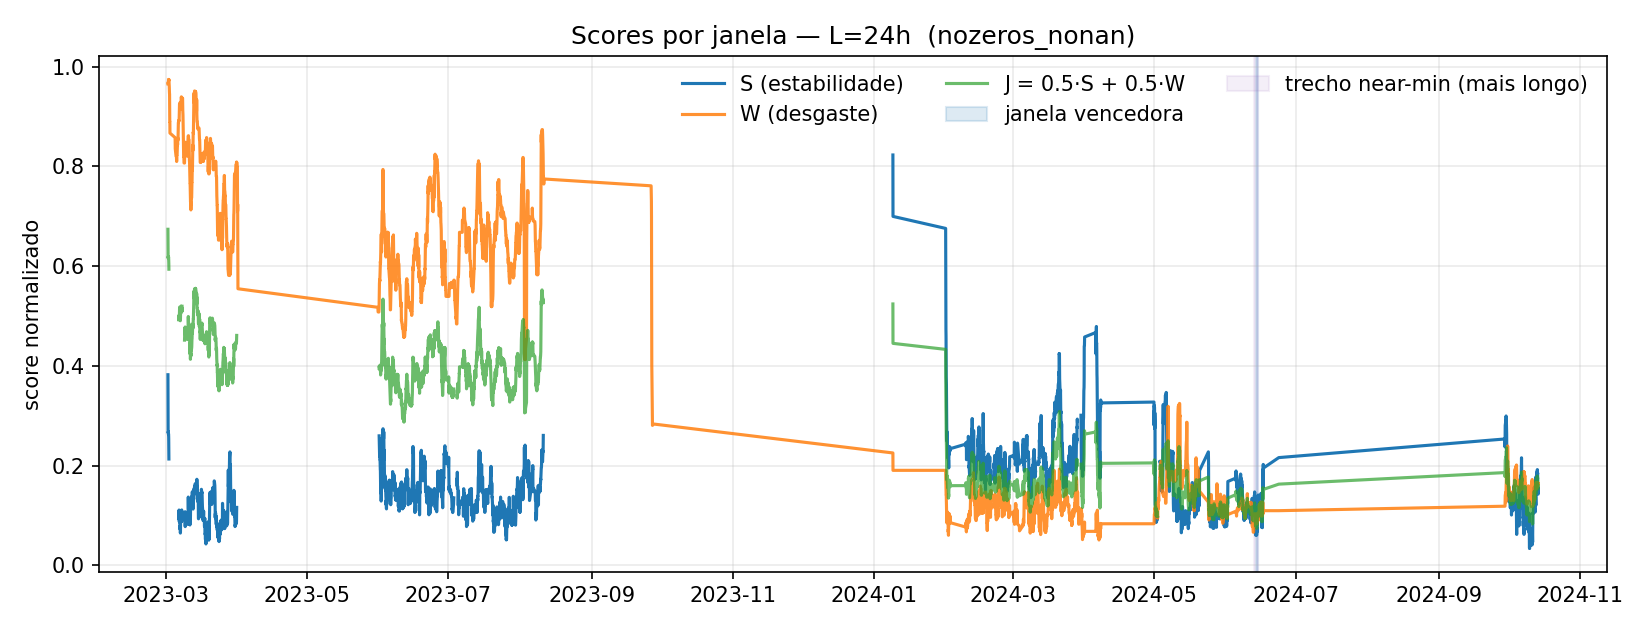 Scores por janela — L=24h  (nozeros_nonan)
score normalizado
1.0
0.8
0.6
0.4
0.2
0.0
S (estabilidade)
W (desgaste)
J = 0.5·S + 0.5·W
janela vencedora
trecho near-min (mais longo)
2023-03 2023-05 2023-07 2023-09 2023-11 2024-01 2024-03 2024-05 2024-07 2024-09 2024-11